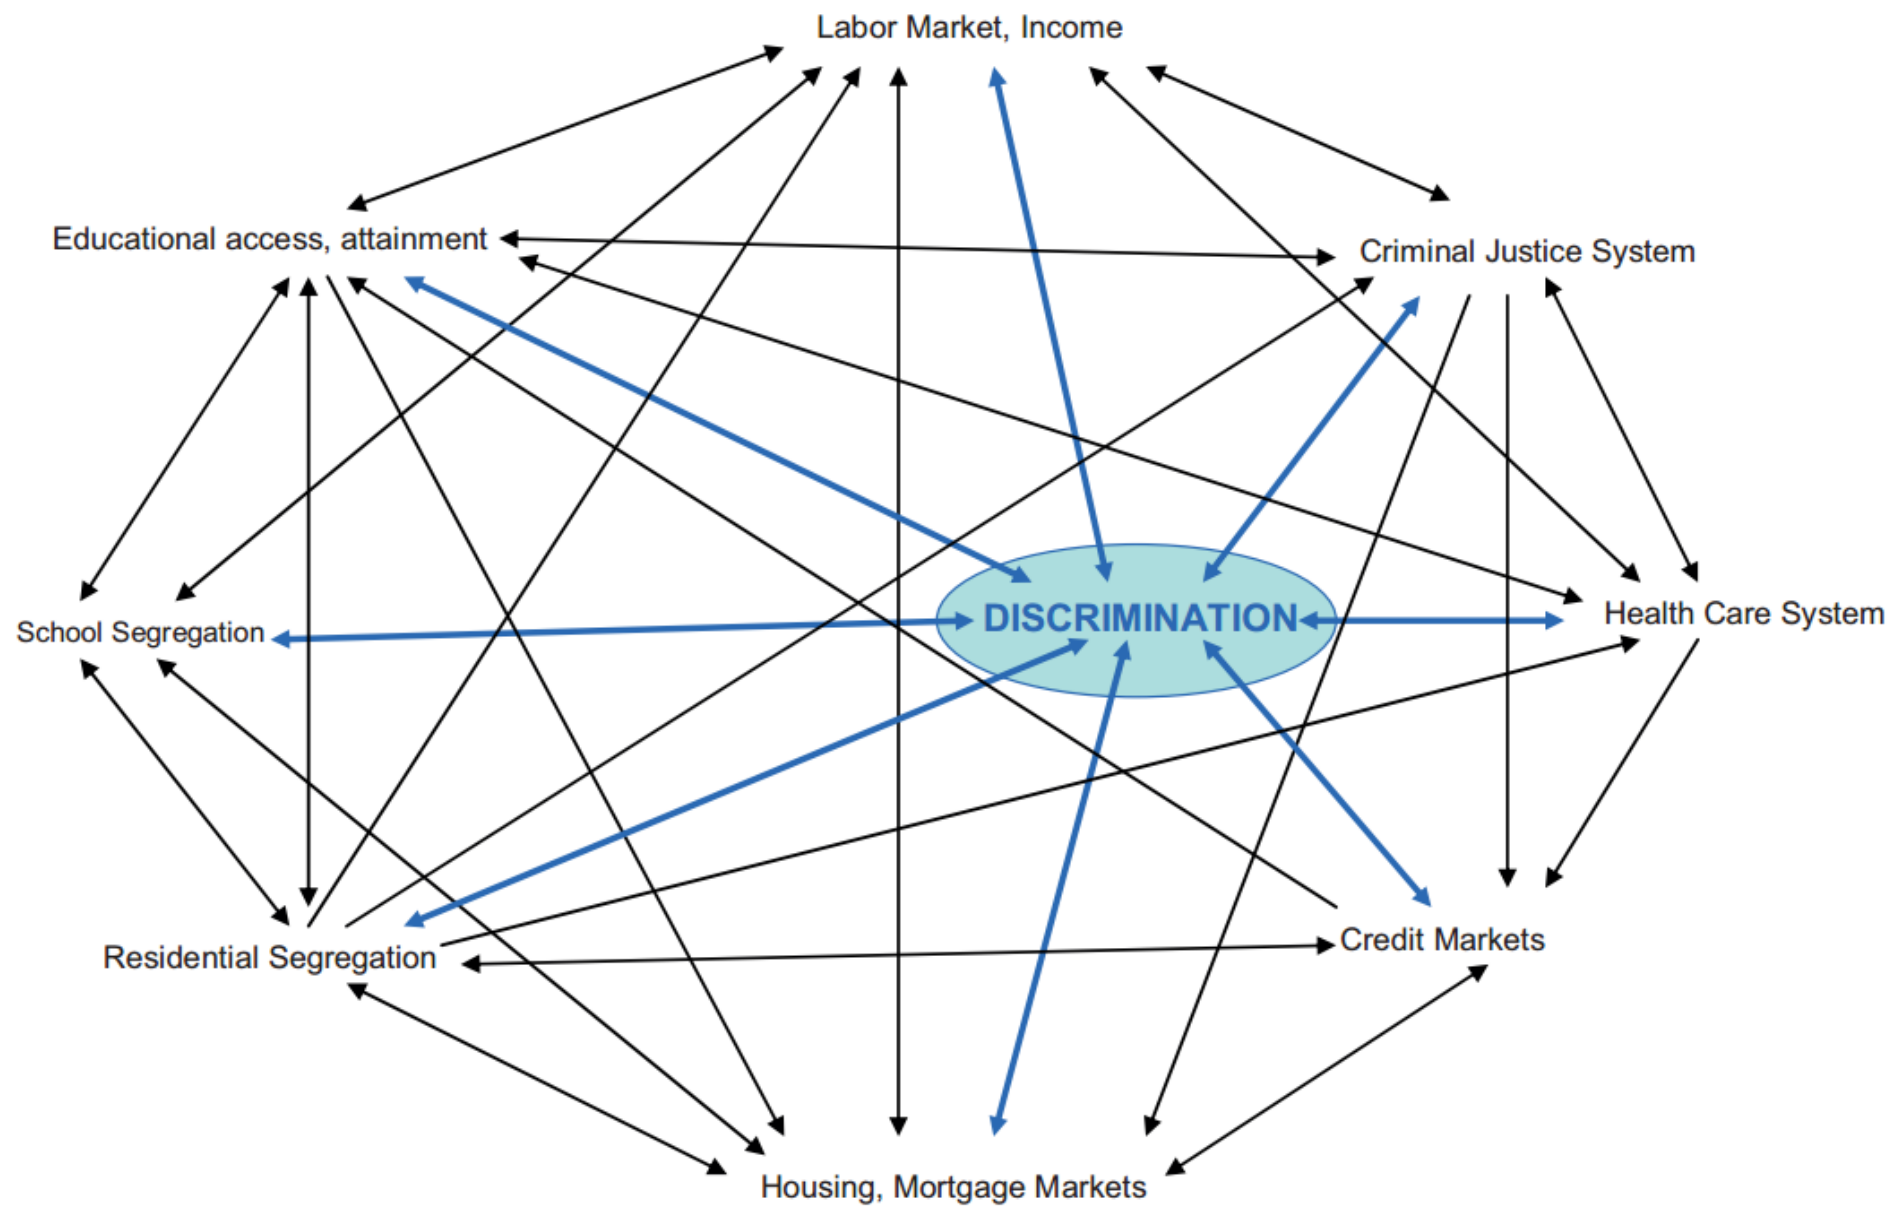 Labor Market, Income
Educational access, attainment
Criminal Justice System
DISCRIMINATION
Health Care System
School Segregation
Credit Markets
Residential Segregation
Housing, Mortgage Markets